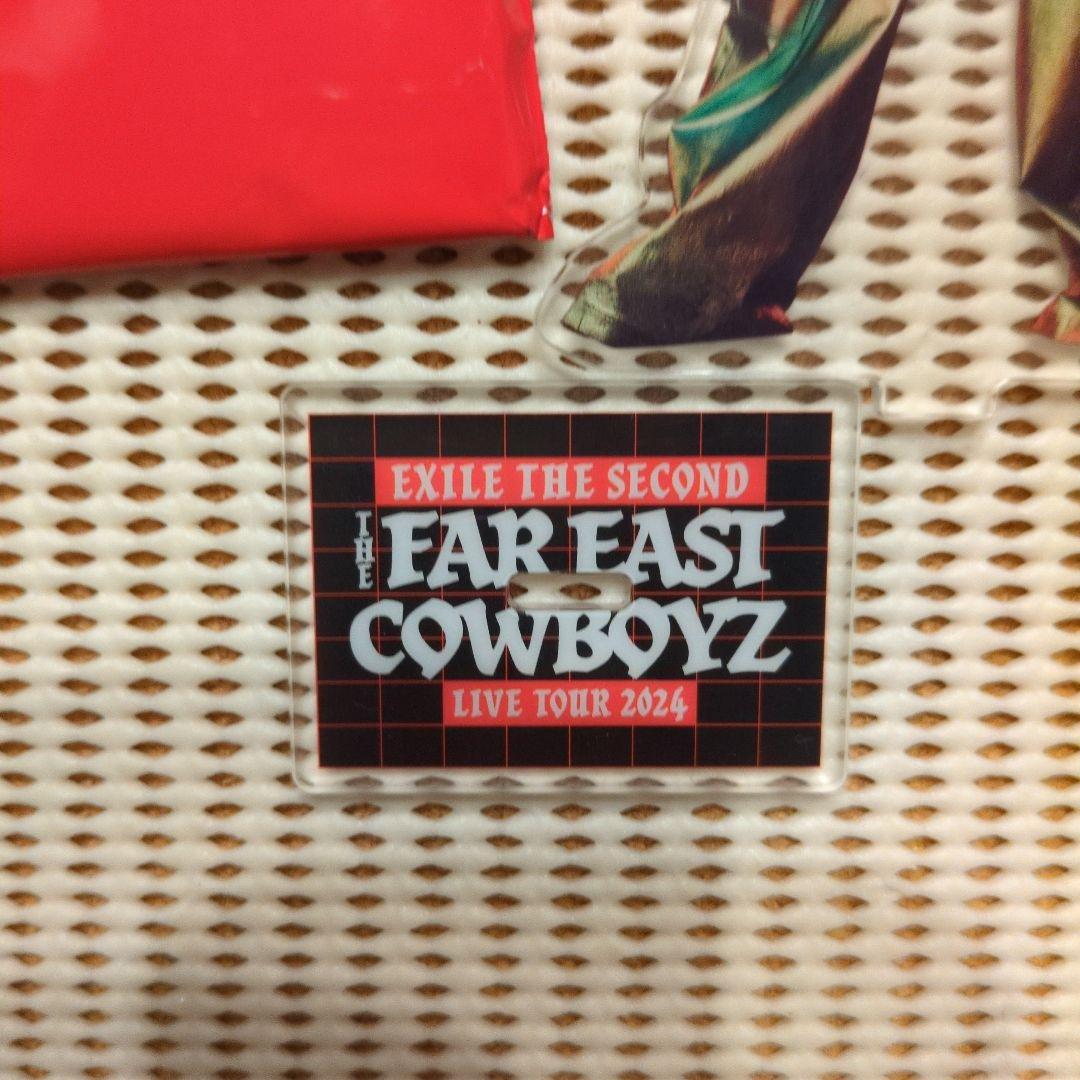 EXILE THE SECOND
THE FAR EAST
COWBOYZ
LIVE TOUR 2024